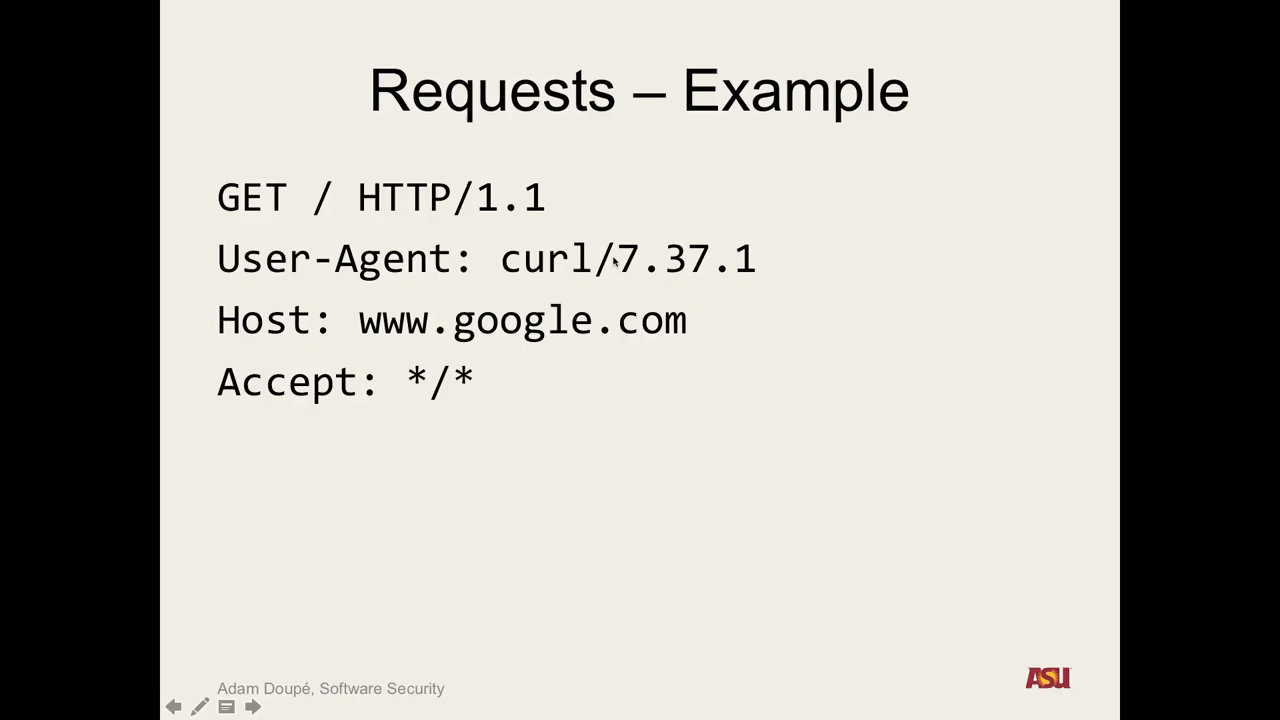 Requests – Example
GET / HTTP/1.1
User-Agent: curl/7.37.1
Host: www.google.com
Accept: */*
Adam Doupé, Software Security
ASU